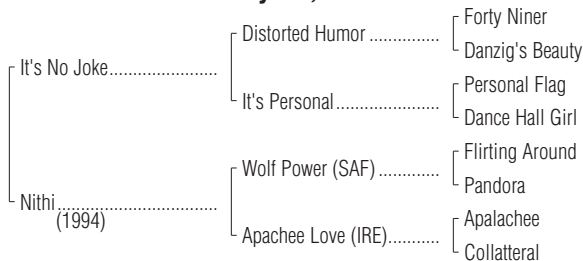 Forty Niner
Distorted Humor ...............
Danzig's Beauty
It's No Joke.......................
Personal Flag
It's Personal......................
Dance Hall Girl
Flirting Around
Wolf Power (SAF) .............
Pandora
Nithi..................................
(1994)
Apalachee
Apachee Love (IRE)...........
Collatteral